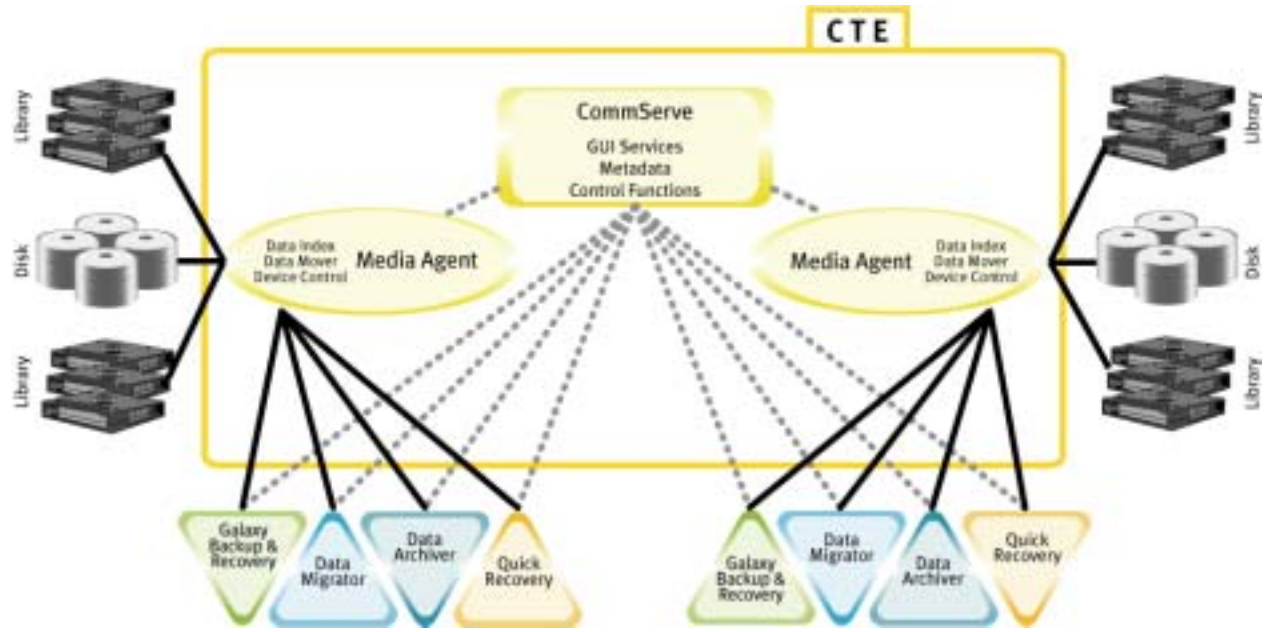 CTE
CommServe
GUI Services
Metadata
Control Functions
Library
Disk
Library
Data Index
Data Mover
Device Control
Media Agent
Media Agent
Data Index
Data Mover
Device Control
Library
Disk
Library
Galaxy
Backup &
Recovery
Data
Migrator
Data
Archiver
Quick
Recovery
Galaxy
Backup &
Recovery
Data
Migrator
Data
Archiver
Quick
Recovery